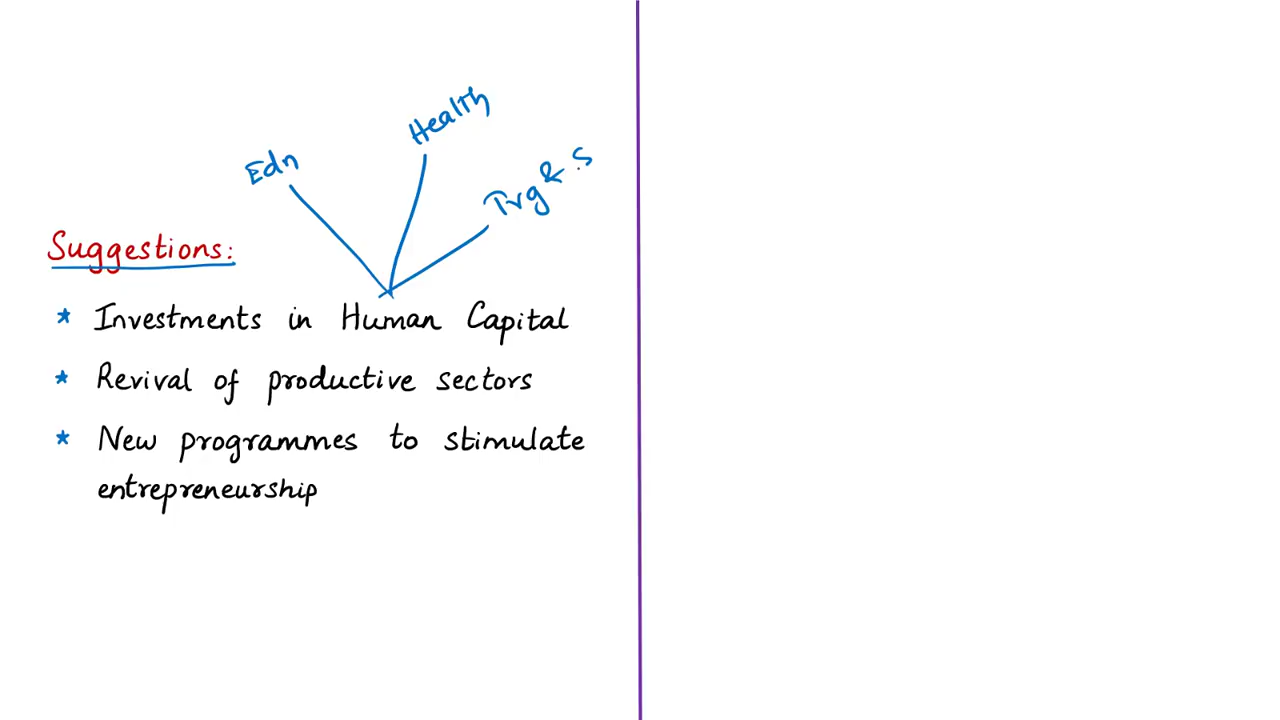 Health
Edn
Trg & S
Suggestions:
* Investments in Human Capital
* Revival of productive sectors
* New programmes to stimulate
entrepreneurship